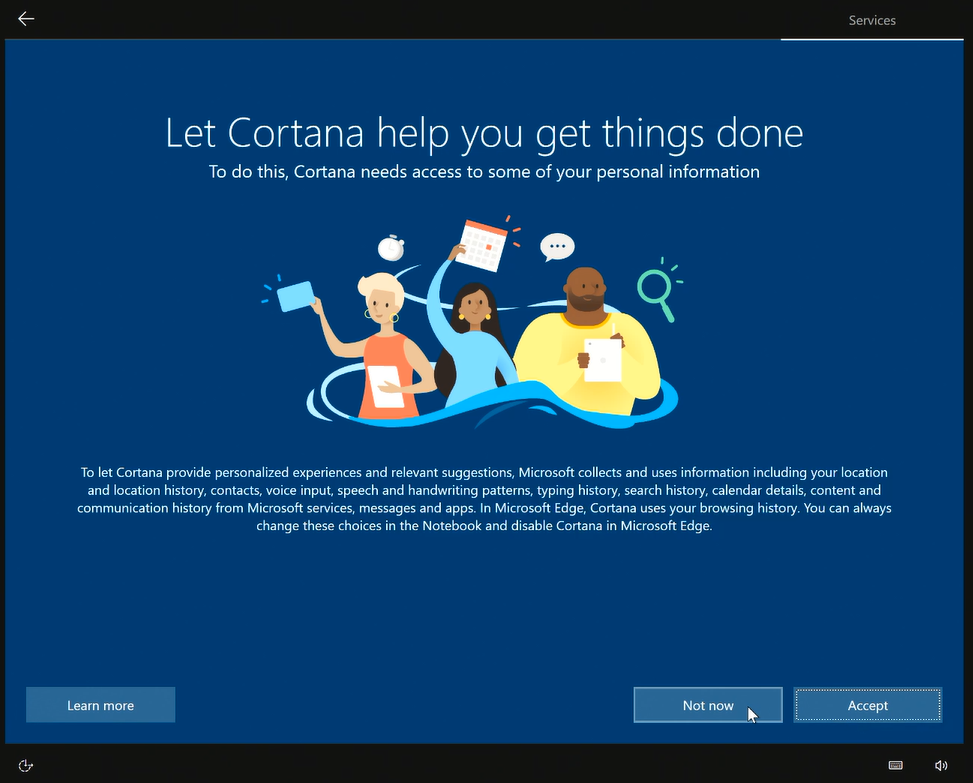 Services
Let Cortana help you get things done
To do this, Cortana needs access to some of your personal information
To let Cortana provide personalized experiences and relevant suggestions, Microsoft collects and uses information including your location
and location history, contacts, voice input, speech and handwriting patterns, typing history, search history, calendar details, content and
communication history from Microsoft services, messages and apps. In Microsoft Edge, Cortana uses your browsing history. You can always
change these choices in the Notebook and disable Cortana in Microsoft Edge.
Learn more
Not now
Accept